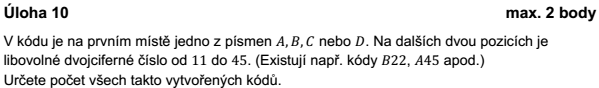 Úloha 10 max. 2 body
V kódu je na prvním místě jedno z písmen A, B, C nebo D. Na dalších dvou pozicích je
libovolné dvojciferné číslo od 11 do 45. (Existují např. kódy B22, A45 apod.)
Určete počet všech takto vytvořených kódů.